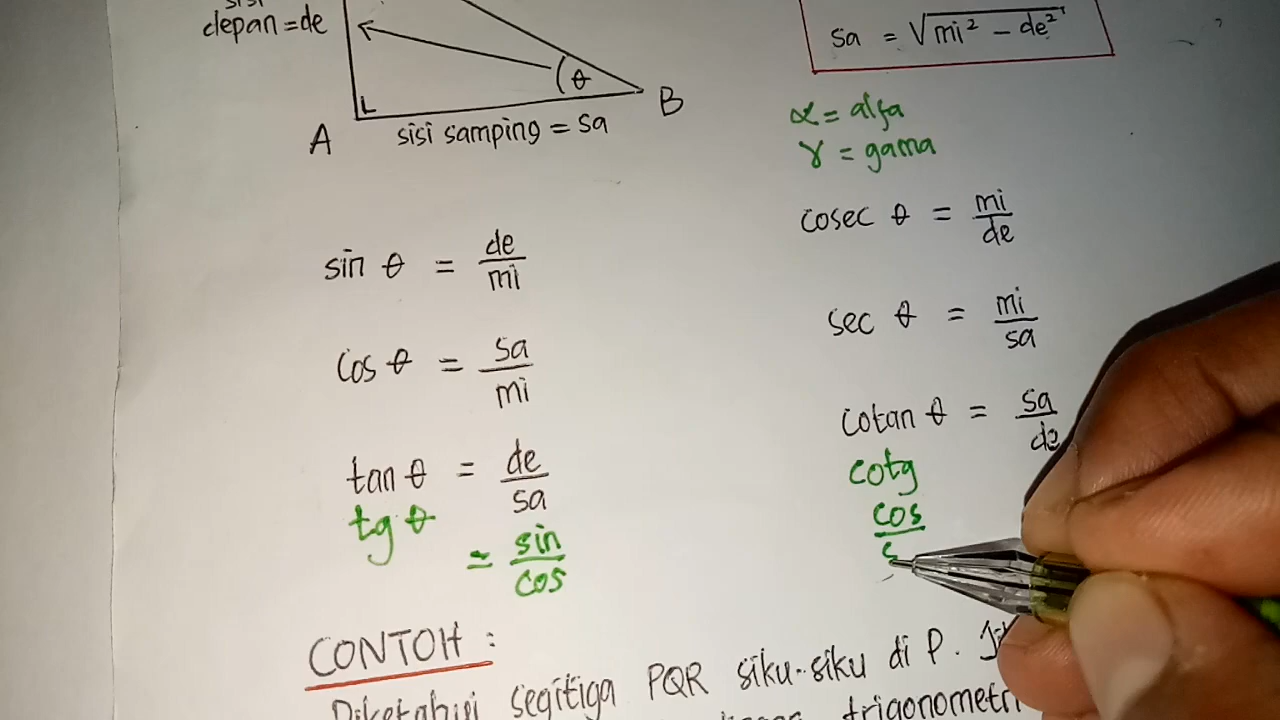 sisi
depan = de
θ
A
sisi samping = sa
B
sa = √mi² − de²
α = alfa
γ = gama
sin θ = de/mi
cos θ = sa/mi
tan θ = de/sa
tg θ
= sin/cos
cosec θ = mi/de
sec θ = mi/sa
cotan θ = sa/de
cotg
cos/s
CONTOH :
Diketahui segitiga PQR siku-siku di P.
trigonometri